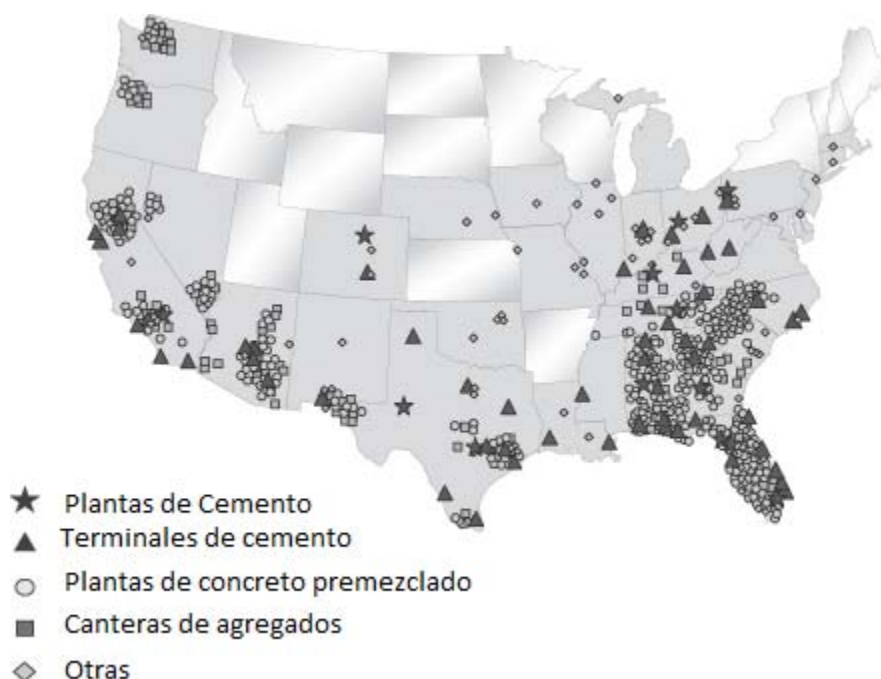 Plantas de Cemento
Terminales de cemento
Plantas de concreto premezclado
Canteras de agregados
Otras